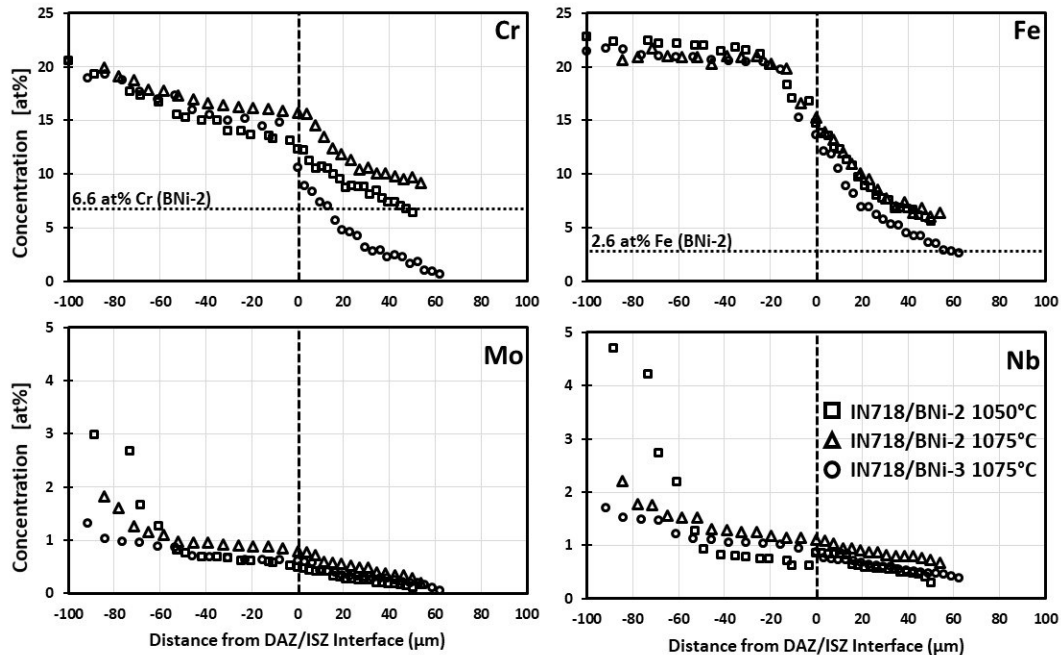 Cr
Concentration [at%]
25
20
15
10
5
0
6.6 at% Cr (BNi-2)
-100 -80 -60 -40 -20 0 20 40 60 80 100
Fe
25
20
15
10
5
0
2.6 at% Fe (BNi-2)
-100 -80 -60 -40 -20 0 20 40 60 80 100
Mo
Concentration [at%]
5
4
3
2
1
0
-100 -80 -60 -40 -20 0 20 40 60 80 100
Distance from DAZ/ISZ Interface (µm)
Nb
5
4
3
2
1
0
IN718/BNi-2 1050°C
IN718/BNi-2 1075°C
IN718/BNi-3 1075°C
-100 -80 -60 -40 -20 0 20 40 60 80 100
Distance from DAZ/ISZ Interface (µm)